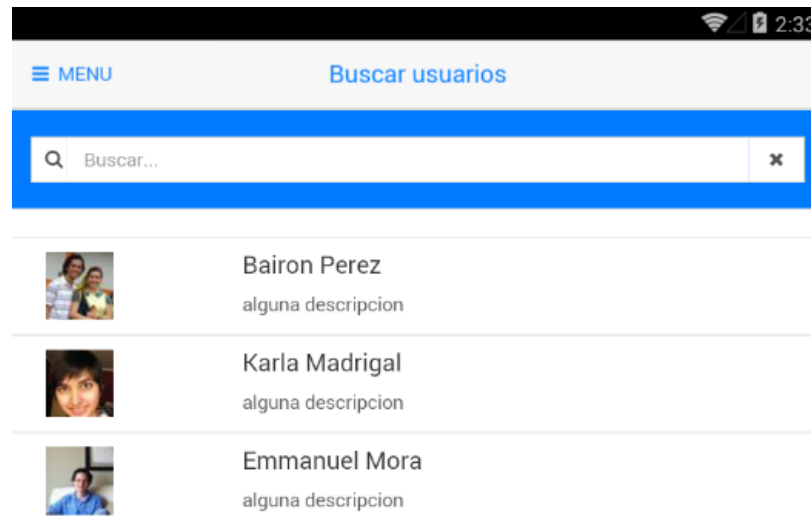 2:33
MENU
Buscar usuarios
Buscar...
Bairon Perez
alguna descripcion
Karla Madrigal
alguna descripcion
Emmanuel Mora
alguna descripcion